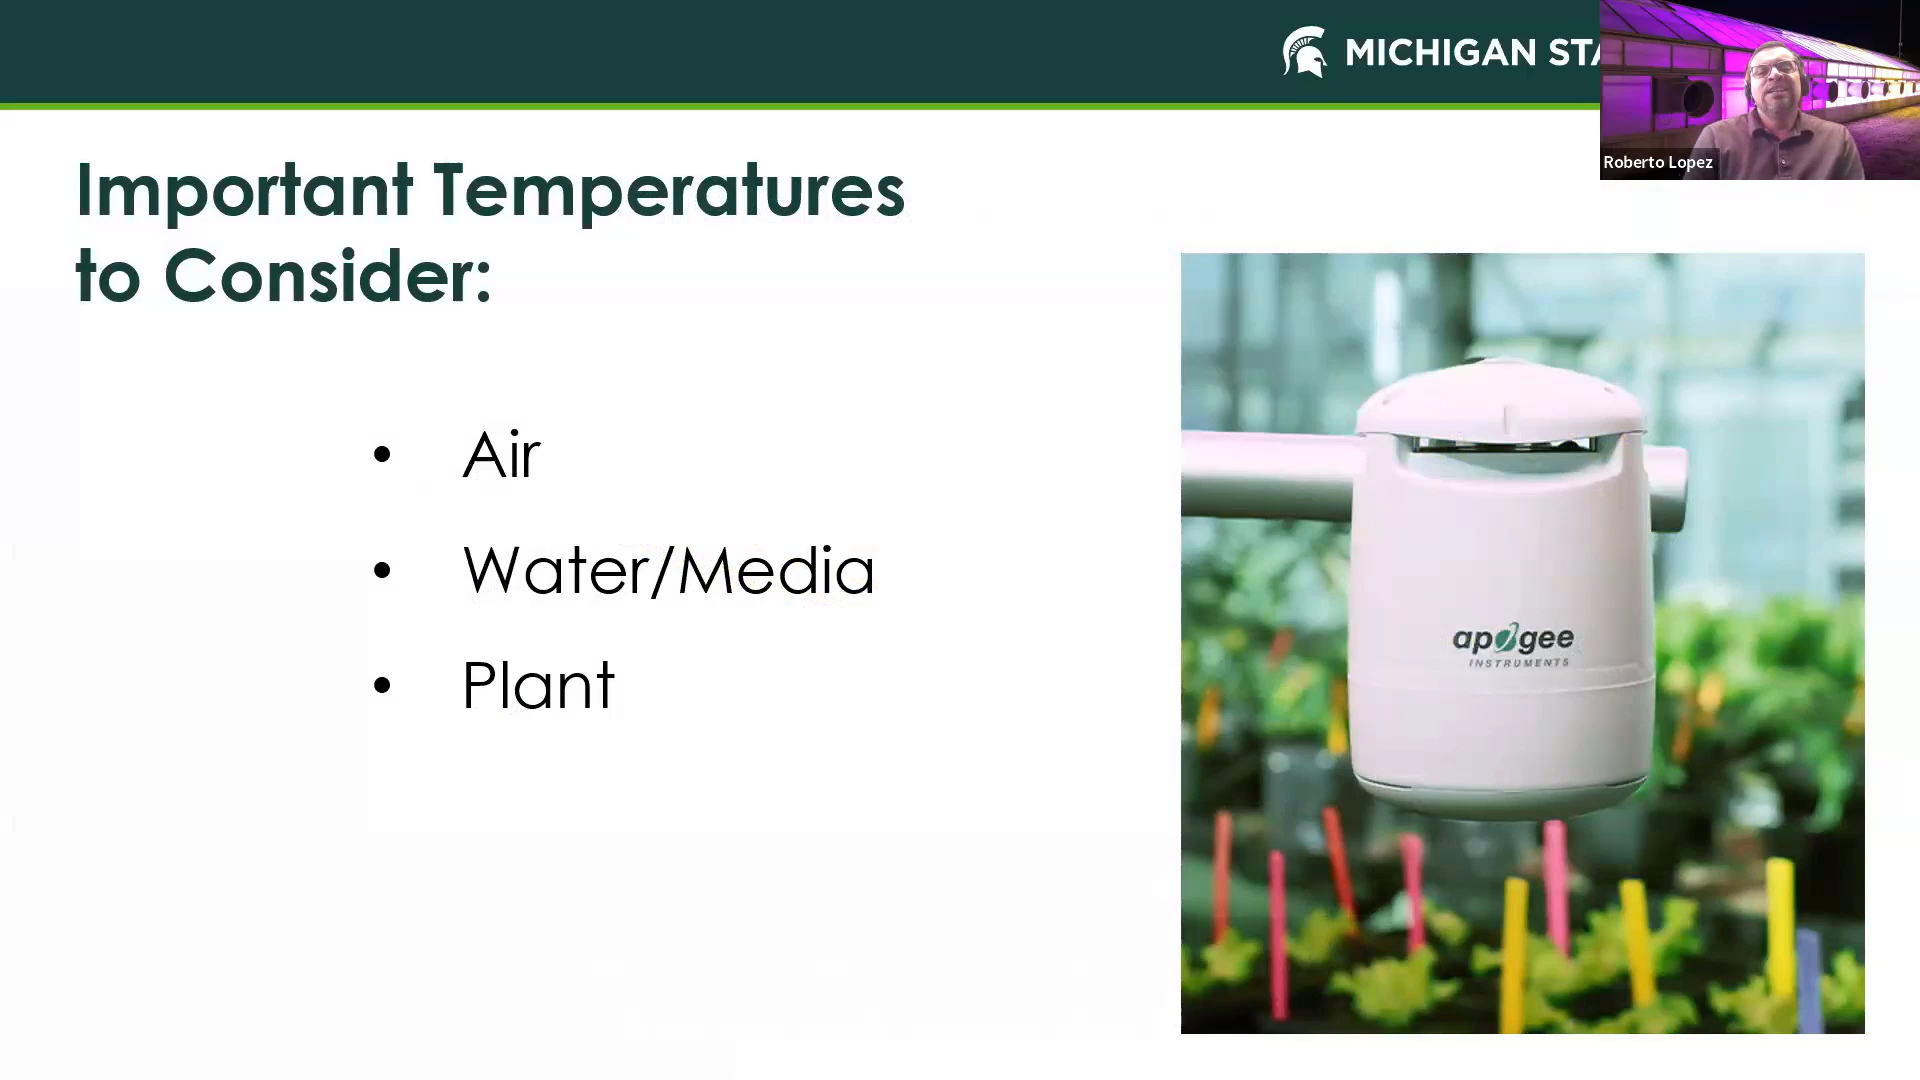 MICHIGAN STA
Roberto Lopez
Important Temperatures
to Consider:
• Air
• Water/Media
• Plant
apogee
INSTRUMENTS